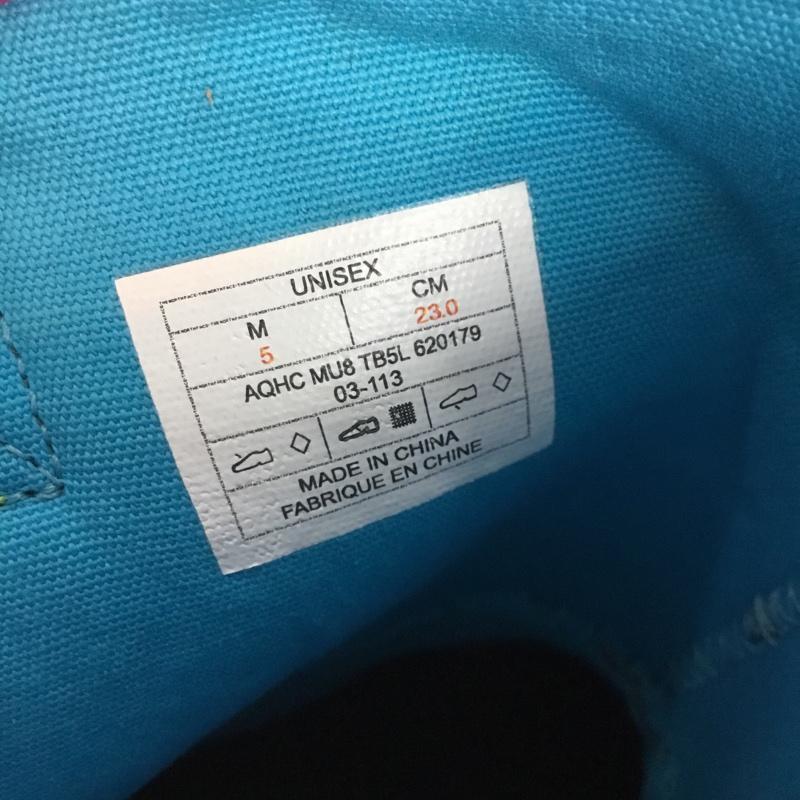 UNISEX
M CM
5 23.0
AQHC MU8 TB5L 620179
03-113
MADE IN CHINA
FABRIQUE EN CHINE